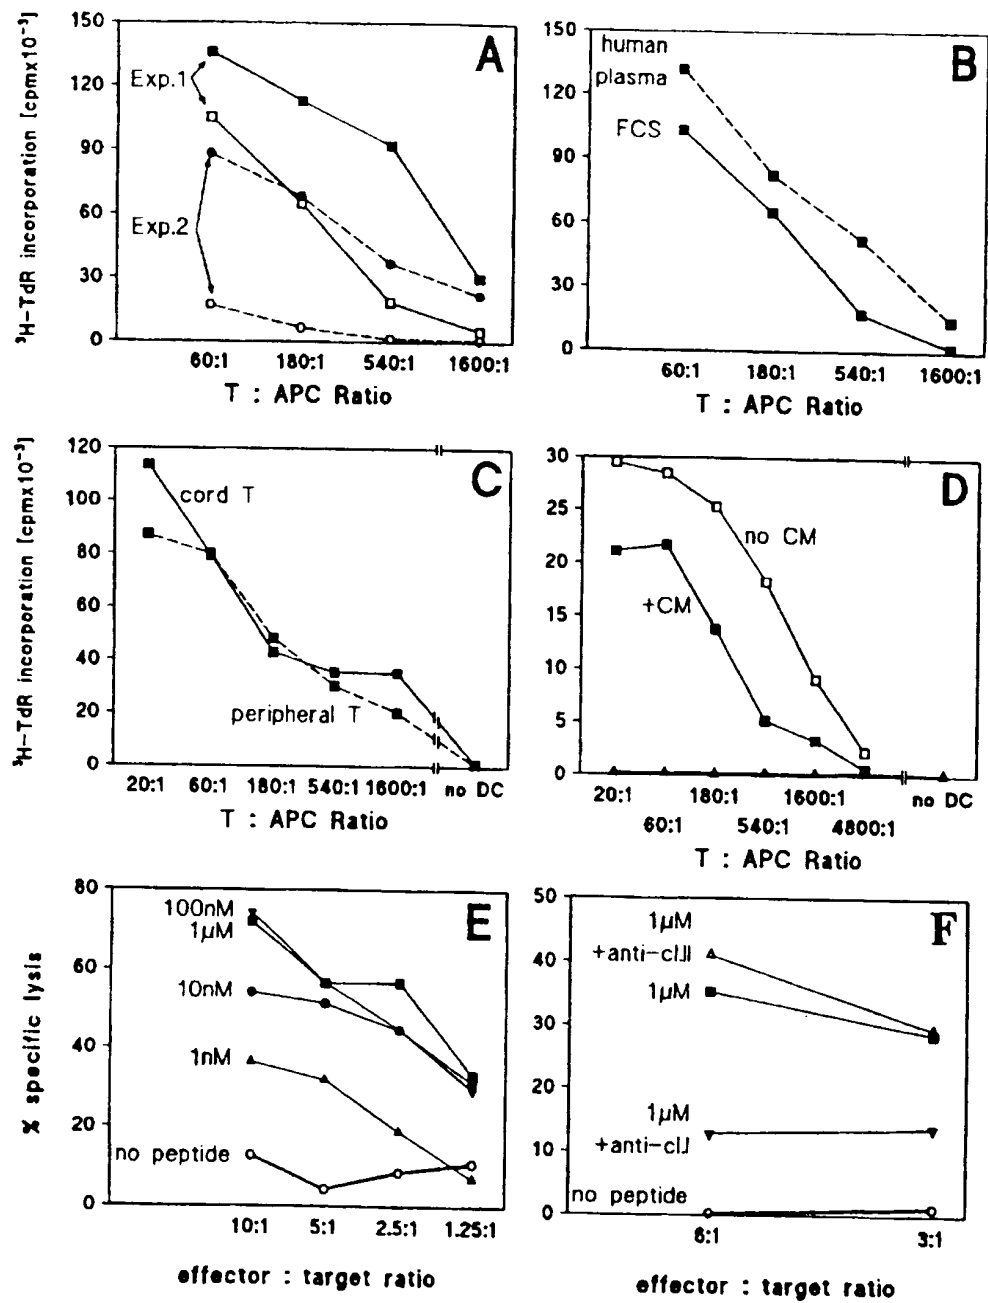 A
³H-TdR incorporation [cpmx10⁻³]
150
120
90
60
30
0
Exp.1
Exp.2
60:1 180:1 540:1 1600:1
T : APC Ratio
B
150
120
90
60
30
0
human
plasma
FCS
60:1 180:1 540:1 1600:1
T : APC Ratio
C
³H-TdR incorporation [cpmx10⁻³]
120
100
80
60
40
20
0
cord T
peripheral T
20:1 60:1 180:1 540:1 1600:1 no DC
T : APC Ratio
D
30
25
20
15
10
5
0
no CM
+CM
20:1 180:1 1600:1 no DC
60:1 540:1 4800:1
T : APC Ratio
E
% specific lysis
80
60
40
20
0
100nM
1µM
10nM
1nM
no peptide
10:1 5:1 2.5:1 1.25:1
effector : target ratio
F
50
40
30
20
10
0
1µM
+anti-cl.II
1µM
1µM
+anti-cl.I
no peptide
6:1 3:1
effector : target ratio